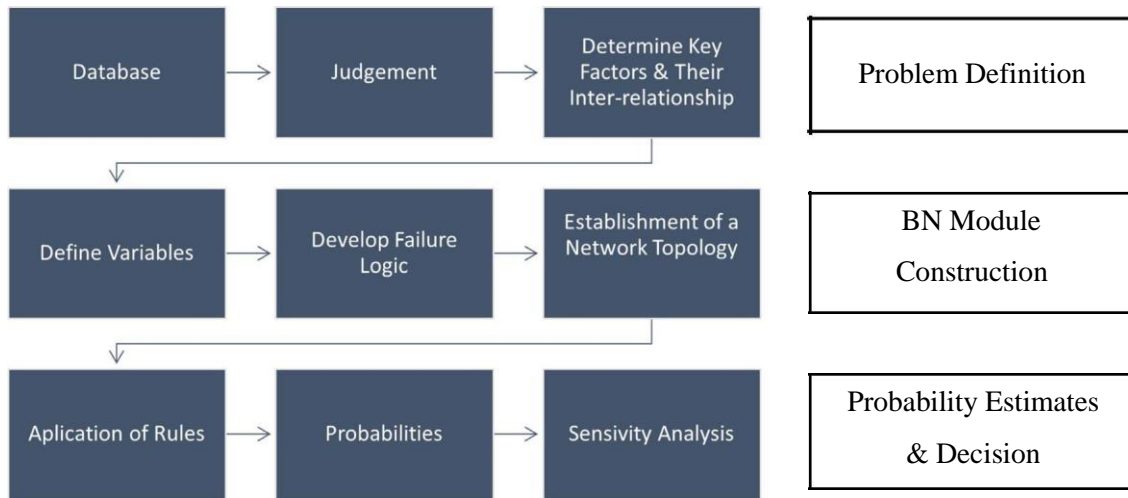 Database
Judgement
Determine Key
Factors & Their
Inter-relationship
Problem Definition
Define Variables
Develop Failure
Logic
Establishment of a
Network Topology
BN Module
Construction
Aplication of Rules
Probabilities
Sensivity Analysis
Probability Estimates
& Decision